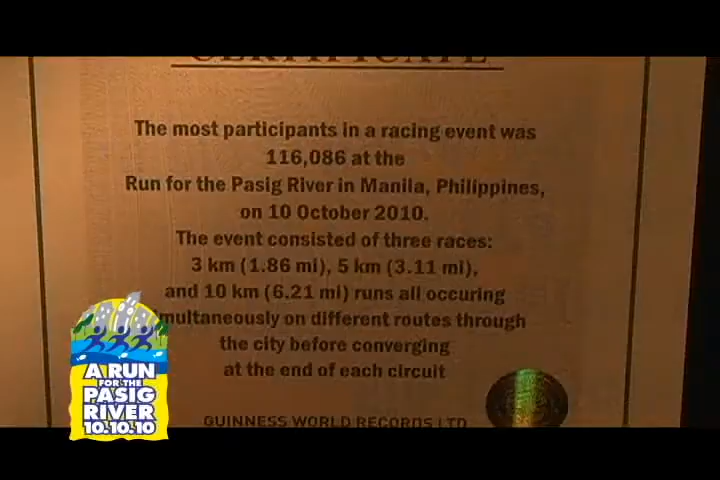 CERTIFICATE
The most participants in a racing event was
116,086 at the
Run for the Pasig River in Manila, Philippines,
on 10 October 2010.
The event consisted of three races:
3 km (1.86 mi), 5 km (3.11 mi),
and 10 km (6.21 mi) runs all occuring
simultaneously on different routes through
the city before converging
at the end of each circuit
GUINNESS WORLD RECORDS LTD
A RUN
FOR THE
PASIG
RIVER
10.10.10